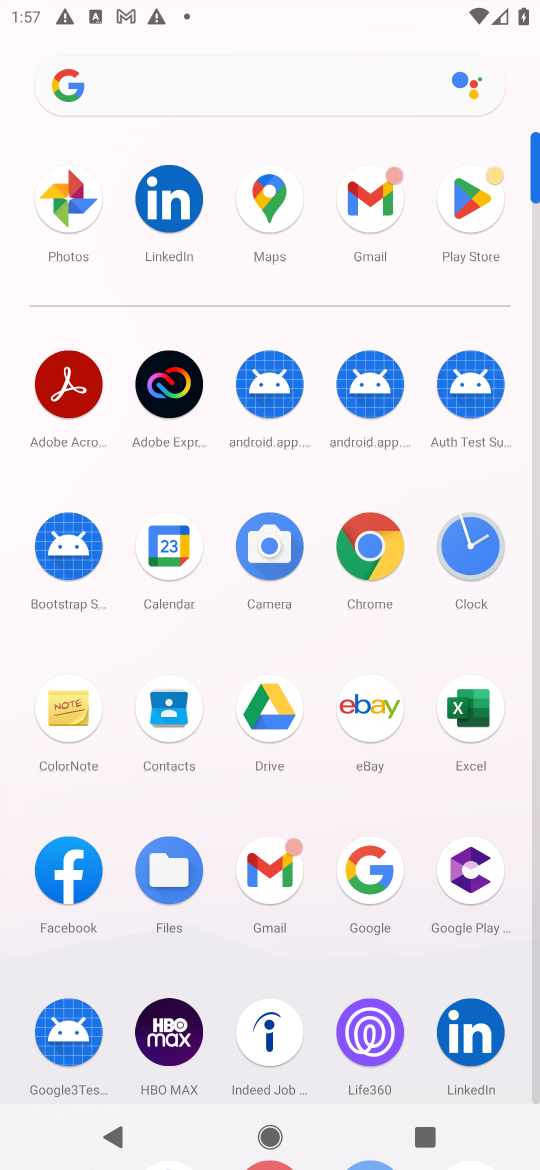 1:57
Photos LinkedIn Maps Gmail Play Store
Adobe Acro... Adobe Expr... android.app.... android.app.... Auth Test Su...
23
Bootstrap S... Calendar Camera Chrome Clock
NOTE ebay X
ColorNote Contacts Drive eBay Excel
Facebook Files Gmail Google Google Play ...
HBO
max
in
Google3Tes... HBO MAX Indeed Job ... Life360 LinkedIn